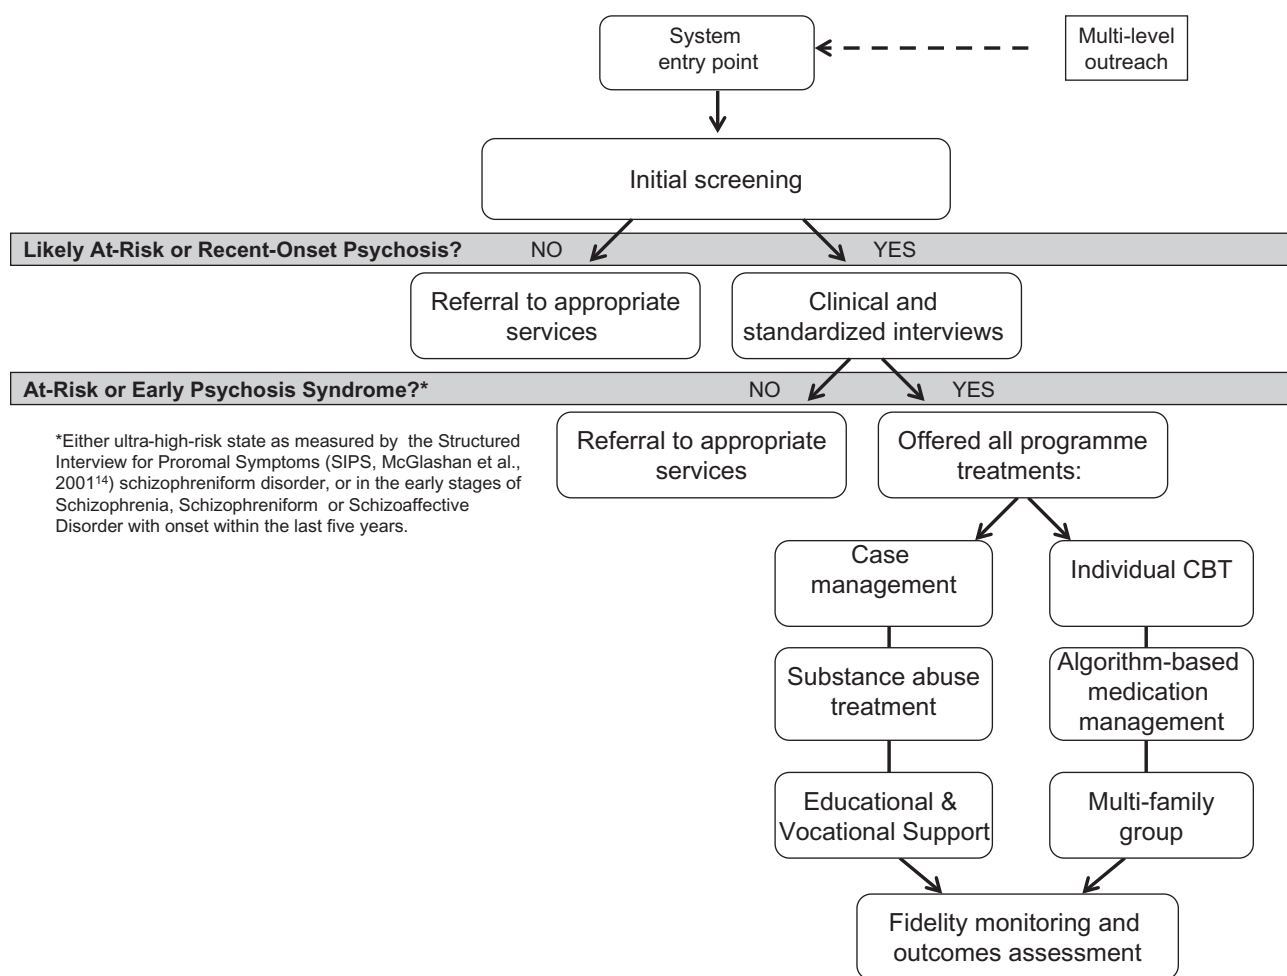 System
entry point
Multi-level
outreach
Initial screening
Likely At-Risk or Recent-Onset Psychosis? NO YES
Referral to appropriate
services
Clinical and
standardized interviews
At-Risk or Early Psychosis Syndrome?* NO YES
*Either ultra-high-risk state as measured by the Structured
Interview for Proromal Symptoms (SIPS, McGlashan et al.,
2001¹⁴) schizophreniform disorder, or in the early stages of
Schizophrenia, Schizophreniform or Schizoaffective
Disorder with onset within the last five years.
Referral to appropriate
services
Offered all programme
treatments:
Case
management
Individual CBT
Substance abuse
treatment
Algorithm-based
medication
management
Educational &
Vocational Support
Multi-family
group
Fidelity monitoring and
outcomes assessment